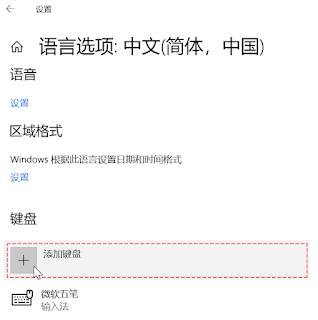 设置
语言选项: 中文(简体，中国)
语音
设置
区域格式
Windows 根据此语言设置日期和时间格式
设置
键盘
添加键盘
微软五笔
输入法